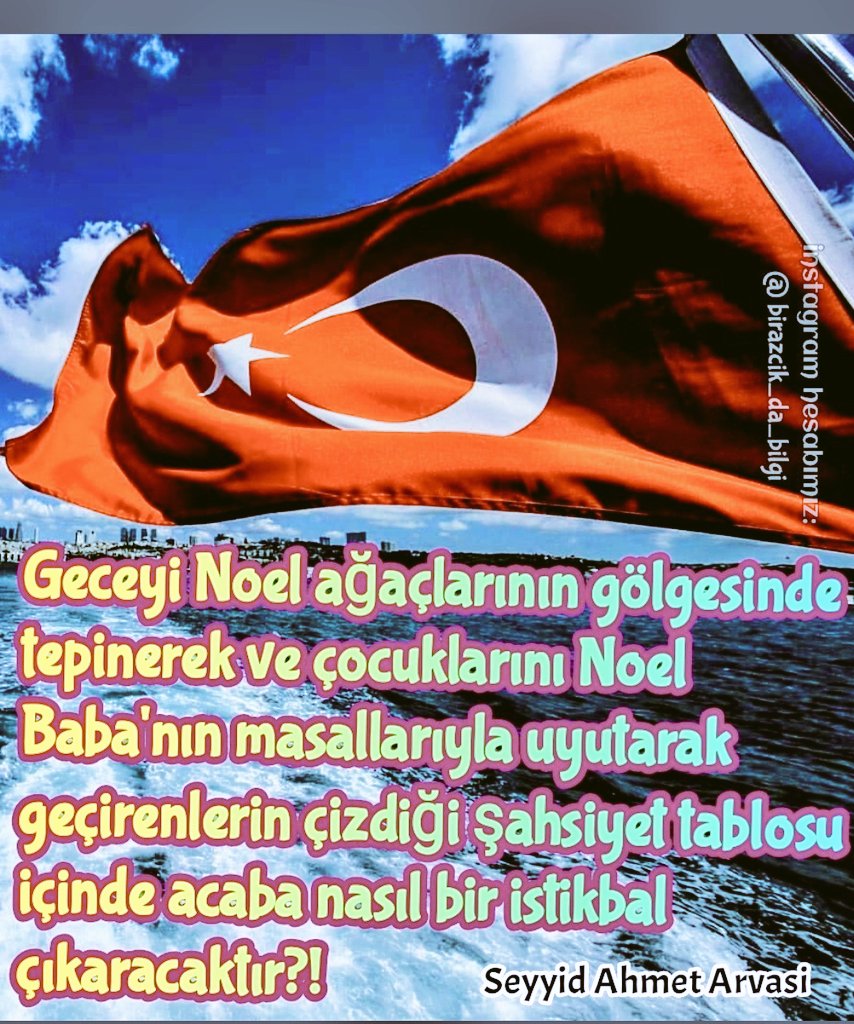 instagram hesabımız:
@birazcik_da_bilgi
Geceyi Noel ağaçlarının gölgesinde
tepinerek ve çocuklarını Noel
Baba'nın masallarıyla uyutarak
geçirenlerin çizdiği şahsiyet tablosu
içinde acaba nasıl bir istikbal
çıkaracaktır?!
Seyyid Ahmet Arvasi